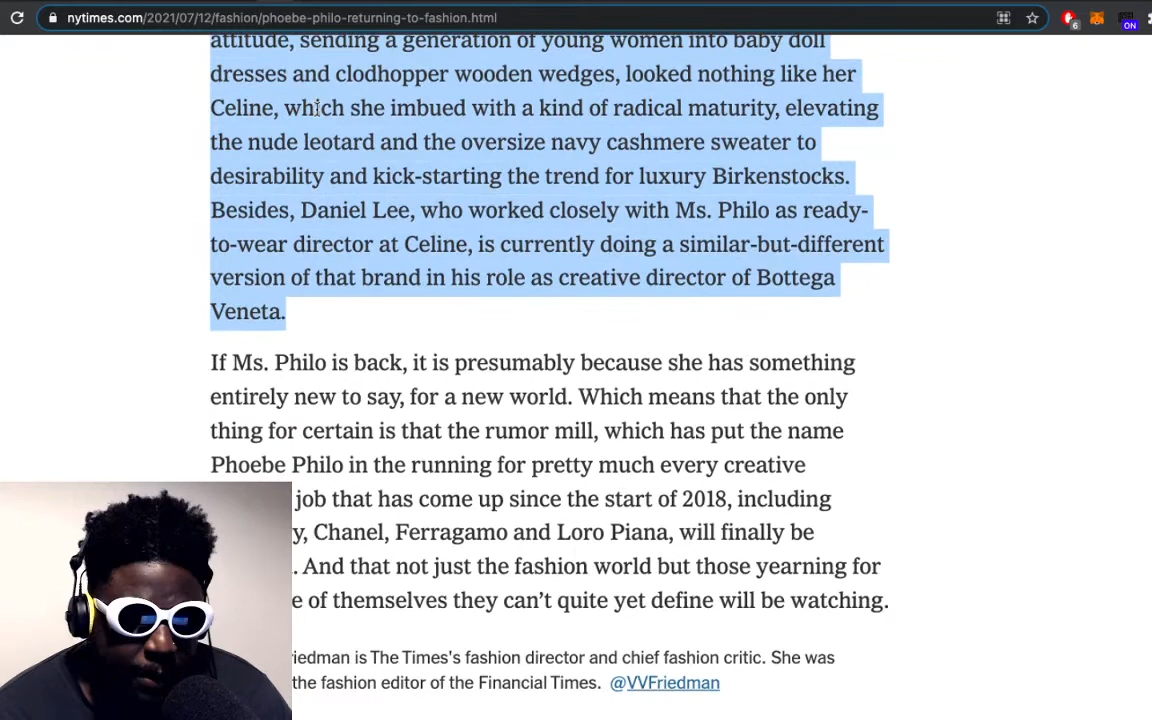 nytimes.com/2021/07/12/fashion/phoebe-philo-returning-to-fashion.html
6
ON
attitude, sending a generation of young women into baby doll
dresses and clodhopper wooden wedges, looked nothing like her
Celine, which she imbued with a kind of radical maturity, elevating
the nude leotard and the oversize navy cashmere sweater to
desirability and kick-starting the trend for luxury Birkenstocks.
Besides, Daniel Lee, who worked closely with Ms. Philo as ready-
to-wear director at Celine, is currently doing a similar-but-different
version of that brand in his role as creative director of Bottega
Veneta.
If Ms. Philo is back, it is presumably because she has something
entirely new to say, for a new world. Which means that the only
thing for certain is that the rumor mill, which has put the name
Phoebe Philo in the running for pretty much every creative
job that has come up since the start of 2018, including
y, Chanel, Ferragamo and Loro Piana, will finally be
. And that not just the fashion world but those yearning for
e of themselves they can’t quite yet define will be watching.
iedman is The Times's fashion director and chief fashion critic. She was
the fashion editor of the Financial Times. @VVFriedman